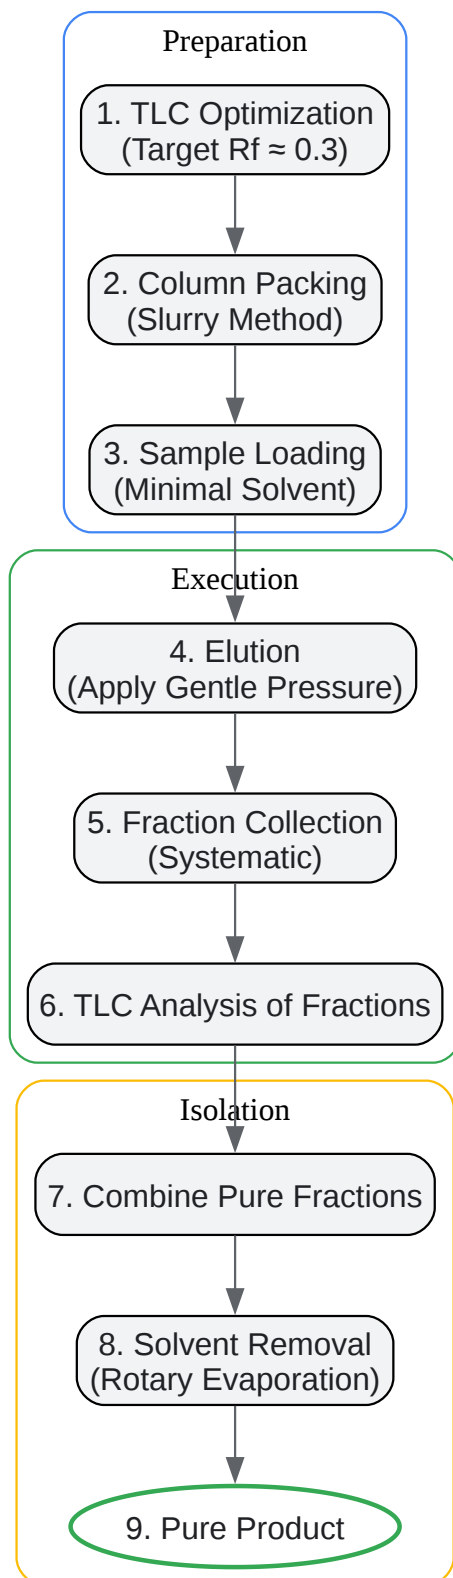 Preparation
1. TLC Optimization
(Target Rf ≈ 0.3)
2. Column Packing
(Slurry Method)
3. Sample Loading
(Minimal Solvent)
Execution
4. Elution
(Apply Gentle Pressure)
5. Fraction Collection
(Systematic)
6. TLC Analysis of Fractions
Isolation
7. Combine Pure Fractions
8. Solvent Removal
(Rotary Evaporation)
9. Pure Product